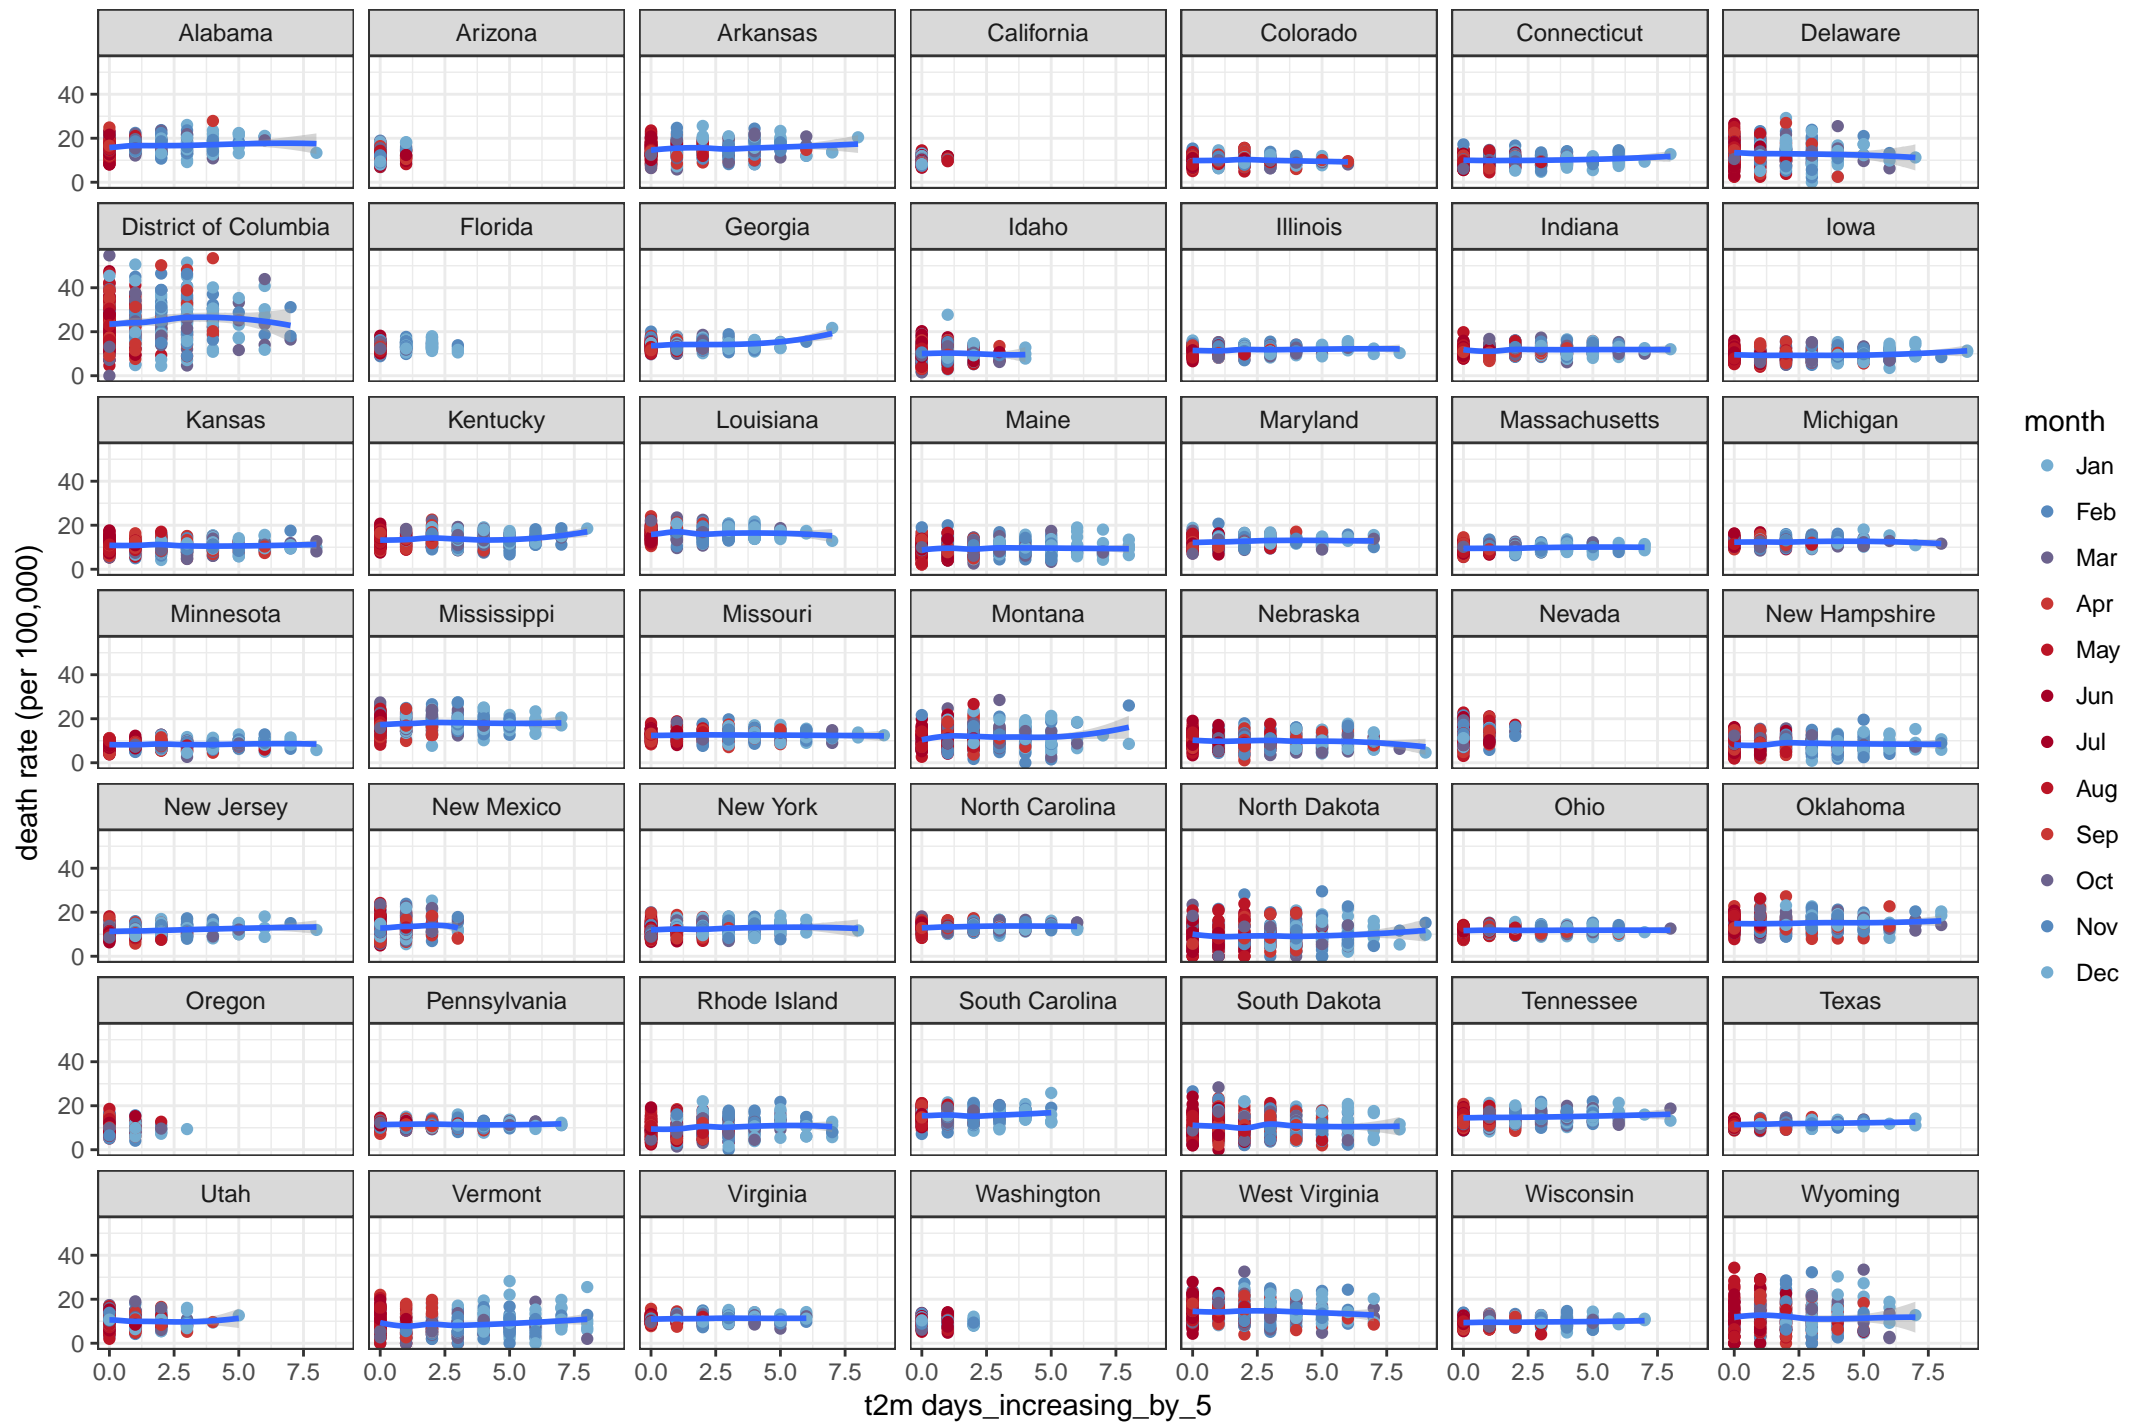 Alabama Arizona Arkansas California Colorado Connecticut Delaware
40
20
0
District of Columbia Florida Georgia Idaho Illinois Indiana Iowa
40
20
0
Kansas Kentucky Louisiana Maine Maryland Massachusetts Michigan
40
20
0
Minnesota Mississippi Missouri Montana Nebraska Nevada New Hampshire
40
20
0
New Jersey New Mexico New York North Carolina North Dakota Ohio Oklahoma
40
20
0
Oregon Pennsylvania Rhode Island South Carolina South Dakota Tennessee Texas
40
20
0
Utah Vermont Virginia Washington West Virginia Wisconsin Wyoming
40
20
0
0.0 2.5 5.0 7.5 0.0 2.5 5.0 7.5 0.0 2.5 5.0 7.5 0.0 2.5 5.0 7.5 0.0 2.5 5.0 7.5 0.0 2.5 5.0 7.5 0.0 2.5 5.0 7.5
t2m days_increasing_by_5
death rate (per 100,000)
month
Jan
Feb
Mar
Apr
May
Jun
Jul
Aug
Sep
Oct
Nov
Dec